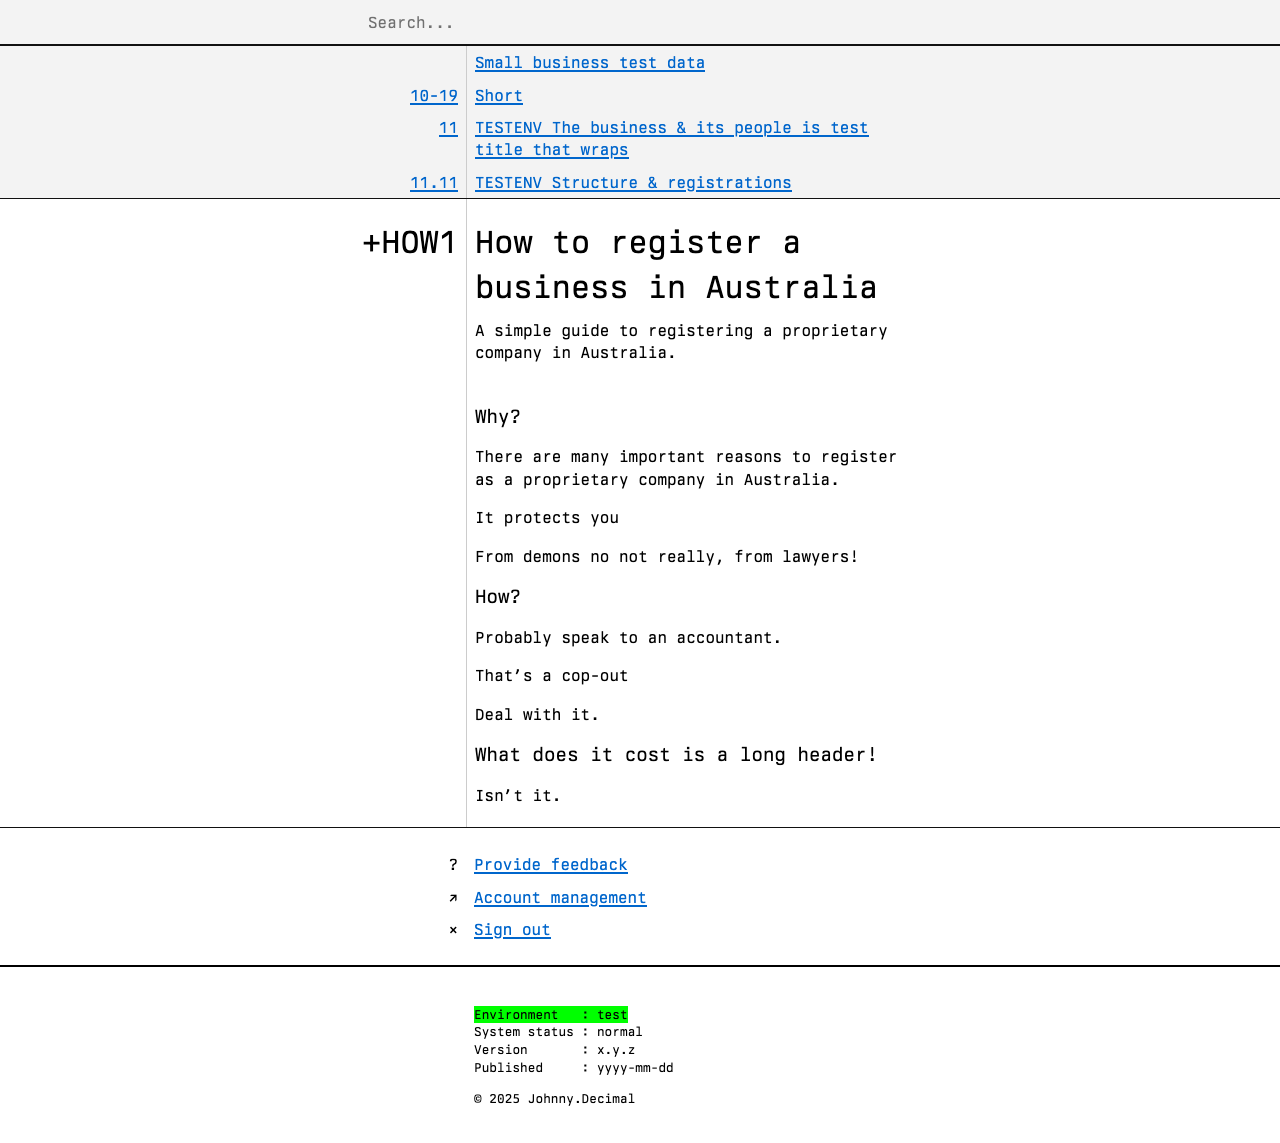 Search...
Small business test data
10-19 Short
11 TESTENV The business & its people is test
title that wraps
11.11 TESTENV Structure & registrations
+HOW1 How to register a
business in Australia
A simple guide to registering a proprietary
company in Australia.
Why?
There are many important reasons to register
as a proprietary company in Australia.
It protects you
From demons no not really, from lawyers!
How?
Probably speak to an accountant.
That’s a cop-out
Deal with it.
What does it cost is a long header!
Isn’t it.
? Provide feedback
↗ Account management
× Sign out
Environment   : test
System status : normal
Version       : x.y.z
Published     : yyyy-mm-dd
© 2025 Johnny.Decimal